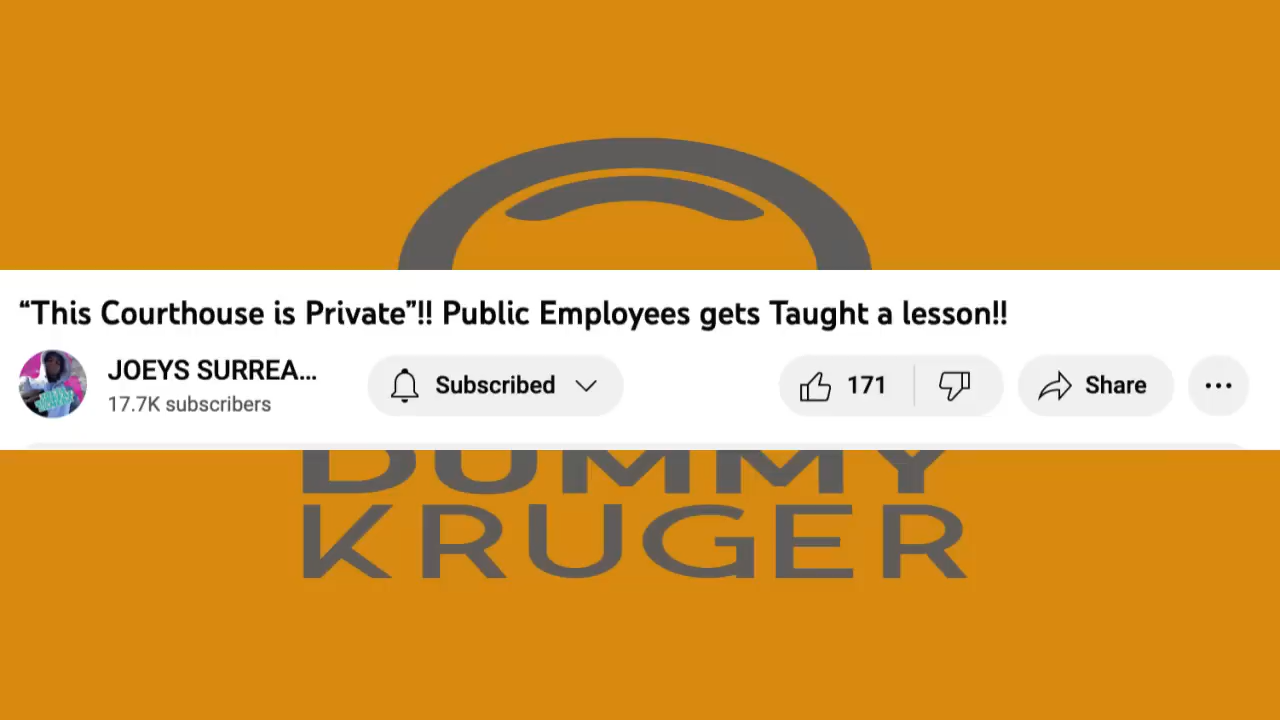 “This Courthouse is Private”!! Public Employees gets Taught a lesson!!
JOEYS SURREA...
17.7K subscribers
Subscribed
171
Share
DUMMY
KRUGER